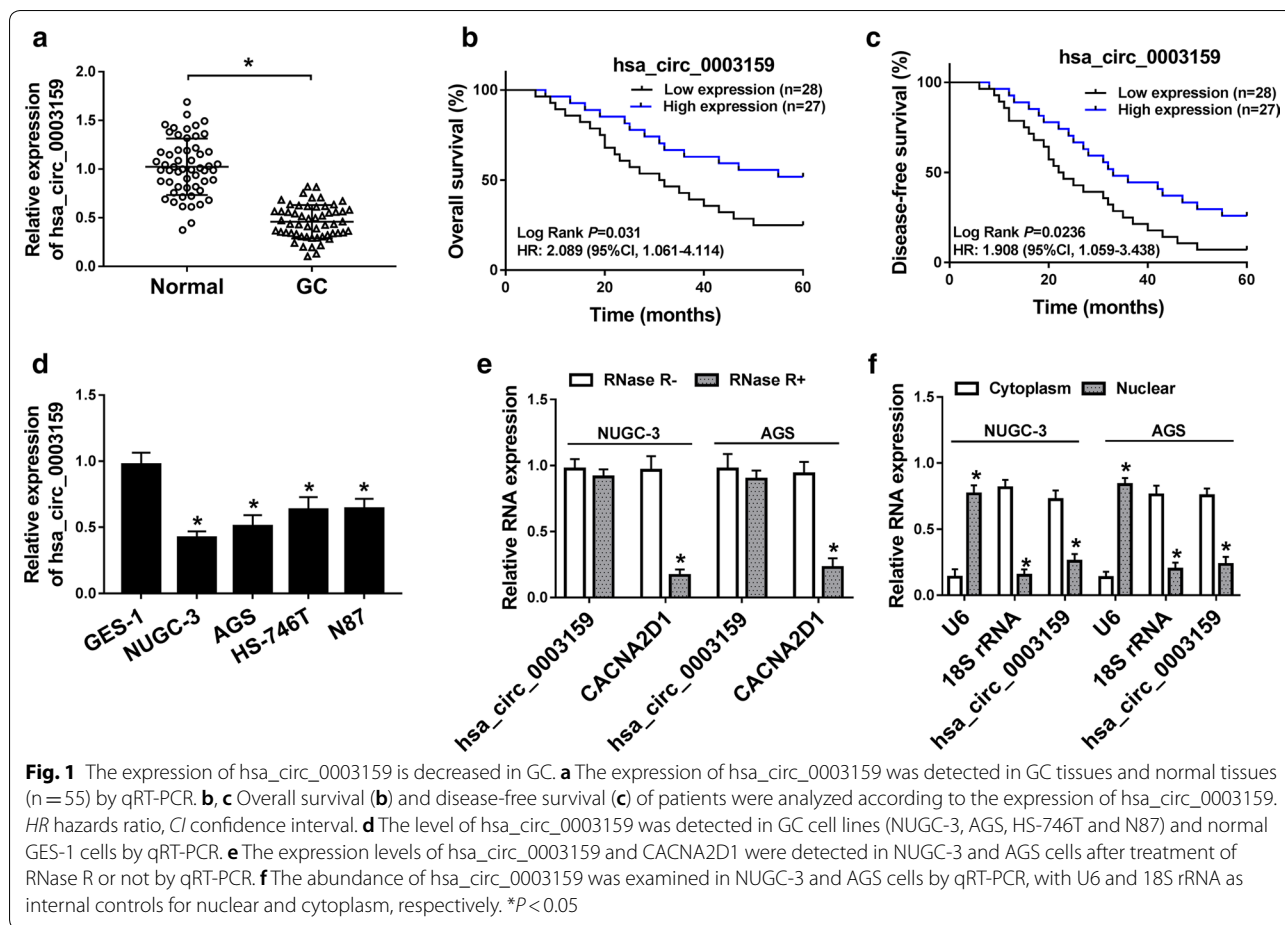 a
Relative expression
of hsa_circ_0003159
2.0
1.5
1.0
0.5
0.0
*
Normal
GC
b
hsa_circ_0003159
Low expression (n=28)
High expression (n=27)
Overall survival (%)
100
50
0
Log Rank P=0.031
HR: 2.089 (95%CI, 1.061-4.114)
0
20
40
60
Time (months)
c
hsa_circ_0003159
Low expression (n=28)
High expression (n=27)
Disease-free survival (%)
100
50
0
Log Rank P=0.0236
HR: 1.908 (95%CI, 1.059-3.438)
0
20
40
60
Time (months)
d
Relative expression
of hsa_circ_0003159
1.5
1.0
0.5
0.0
*
*
*
*
GES-1
NUGC-3
AGS
HS-746T
N87
e
RNase R-
RNase R+
Relative RNA expression
1.5
1.0
0.5
0.0
NUGC-3
AGS
*
*
hsa_circ_0003159
CACNA2D1
hsa_circ_0003159
CACNA2D1
f
Cytoplasm
Nuclear
Relative RNA expression
1.5
1.0
0.5
0.0
NUGC-3
AGS
*
*
*
*
*
*
U6
18S rRNA
hsa_circ_0003159
U6
18S rRNA
hsa_circ_0003159
Fig. 1 The expression of hsa_circ_0003159 is decreased in GC. a The expression of hsa_circ_0003159 was detected in GC tissues and normal tissues
(n = 55) by qRT-PCR. b, c Overall survival (b) and disease-free survival (c) of patients were analyzed according to the expression of hsa_circ_0003159.
HR hazards ratio, CI confidence interval. d The level of hsa_circ_0003159 was detected in GC cell lines (NUGC-3, AGS, HS-746T and N87) and normal
GES-1 cells by qRT-PCR. e The expression levels of hsa_circ_0003159 and CACNA2D1 were detected in NUGC-3 and AGS cells after treatment of
RNase R or not by qRT-PCR. f The abundance of hsa_circ_0003159 was examined in NUGC-3 and AGS cells by qRT-PCR, with U6 and 18S rRNA as
internal controls for nuclear and cytoplasm, respectively. *P < 0.05